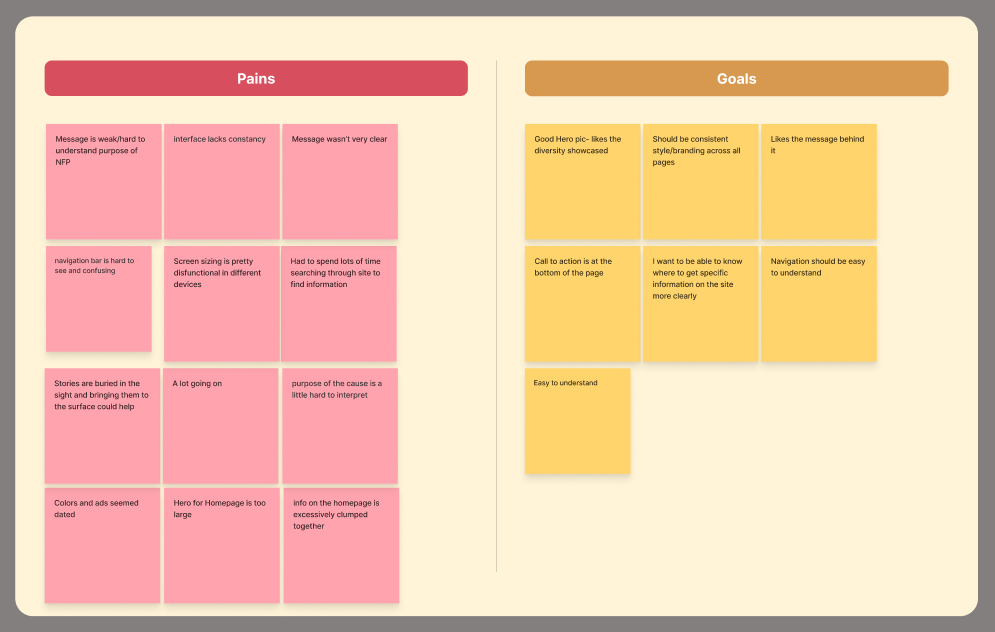 Pains
Message is weak/hard to
understand purpose of
NFP
interface lacks constancy
Message wasn't very clear
navigation bar is hard to
see and confusing
Screen sizing is pretty
disfunctional in different
devices
Had to spend lots of time
searching through site to
find information
Stories are buried in the
sight and bringing them to
the surface could help
A lot going on
purpose of the cause is a
little hard to interpret
Colors and ads seemed
dated
Hero for Homepage is too
large
info on the homepage is
excessively clumped
together
Goals
Good Hero pic- likes the
diversity showcased
Should be consistent
style/branding across all
pages
Likes the message behind
it
Call to action is at the
bottom of the page
I want to be able to know
where to get specific
information on the site
more clearly
Navigation should be easy
to understand
Easy to understand